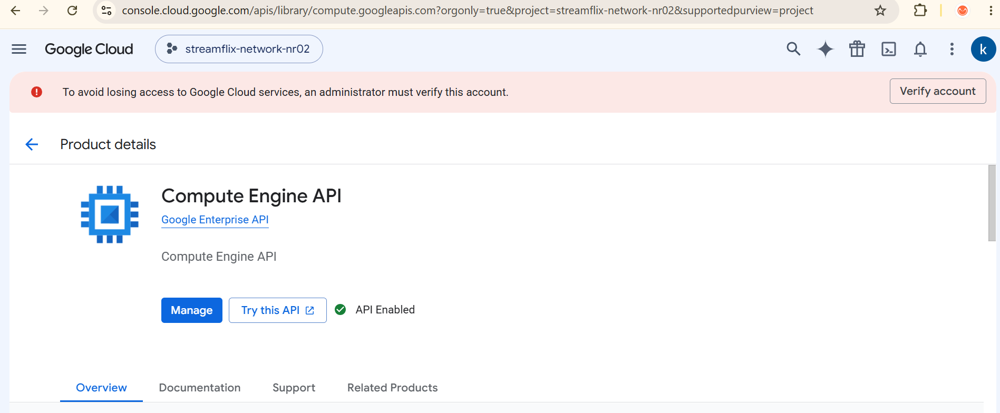 console.cloud.google.com/apis/library/compute.googleapis.com?orgonly=true&project=streamflix-network-nr02&supportedpurview=project
Google Cloud
streamflix-network-nr02
k
To avoid losing access to Google Cloud services, an administrator must verify this account.
Verify account
Product details
Compute Engine API
Google Enterprise API
Compute Engine API
Manage
Try this API
API Enabled
Overview
Documentation
Support
Related Products